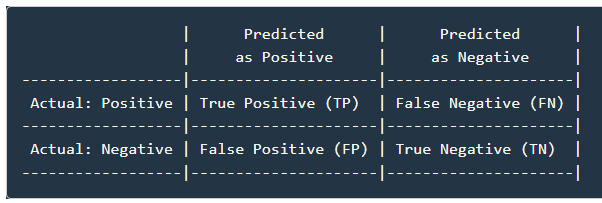 |     Predicted     |     Predicted     |
                  |    as Positive    |    as Negative    |
------------------|-------------------|-------------------|
Actual: Positive | True Positive (TP) | False Negative (FN) |
------------------|-------------------|-------------------|
Actual: Negative | False Positive (FP) | True Negative (TN) |
------------------|-------------------|-------------------|